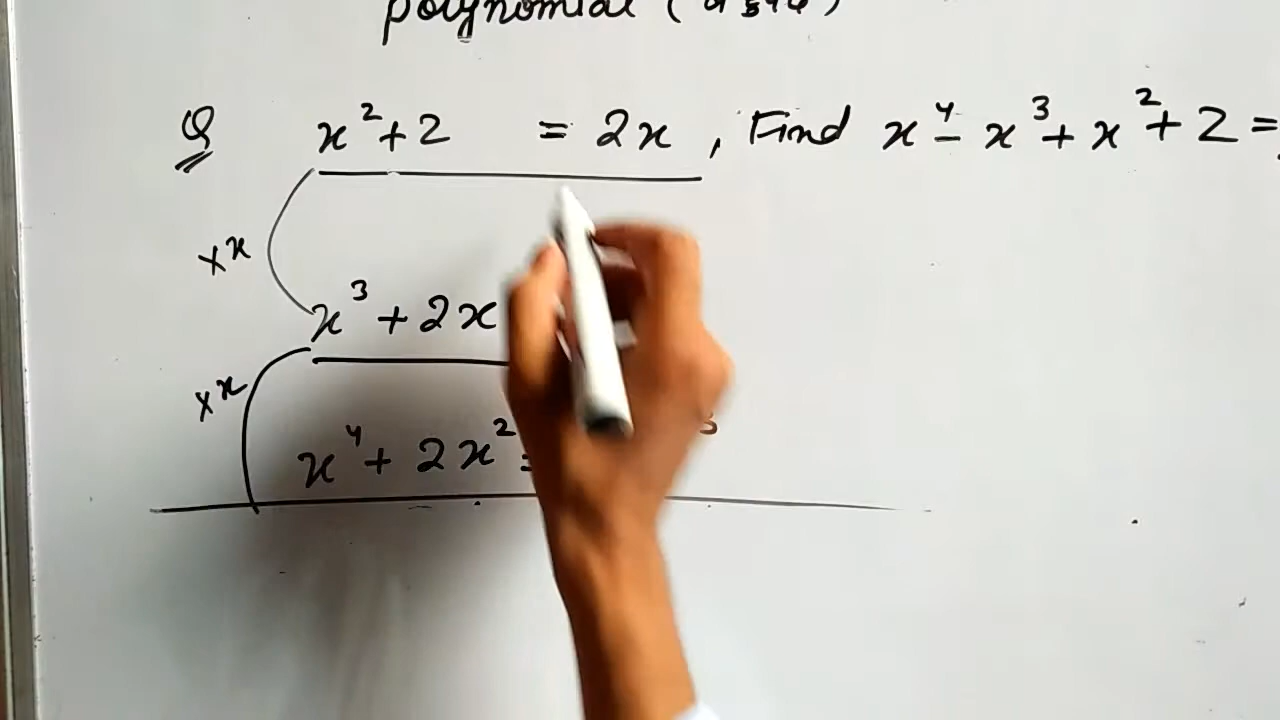 polynomial (
Q x²+2 = 2x, Find x⁴ - x³ + x² + 2 =
×x
x³ + 2x
×x
x⁴ + 2x² =